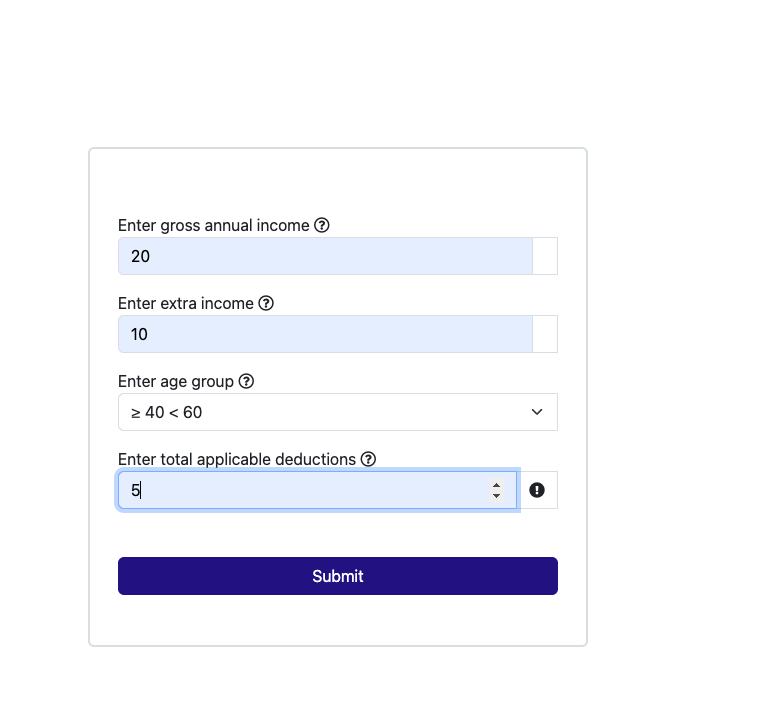 Enter gross annual income
20
Enter extra income
10
Enter age group
≥ 40 < 60
Enter total applicable deductions
5
Submit